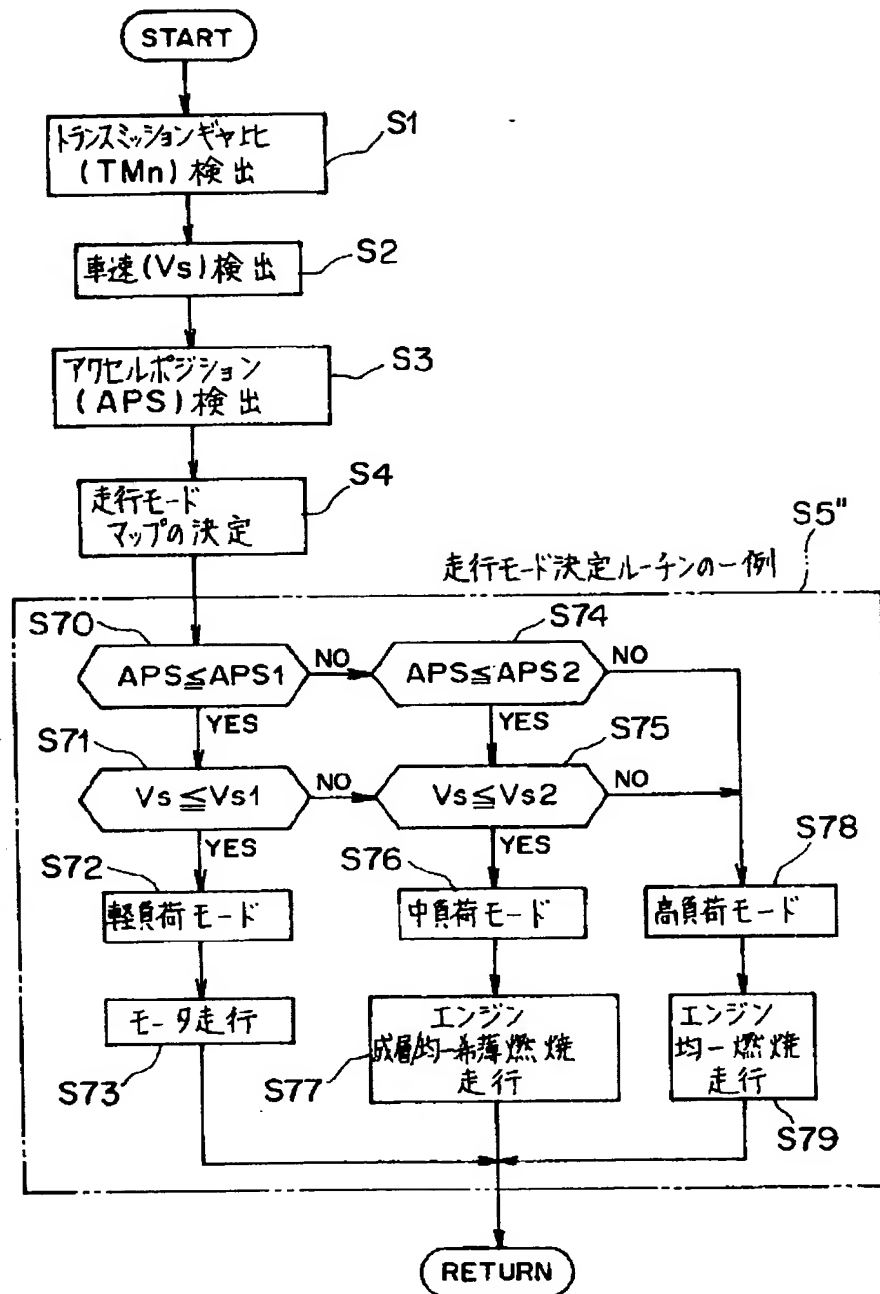 START
トランスミッションギヤ比
(TMn) 検出
S1
車速(Vs)検出
S2
アクセルポジション
(APS)検出
S3
走行モード
マップの決定
S4
S5"
走行モード決定ルーチンの一例
S70
APS≦APS1
NO
YES
S74
APS≦APS2
NO
YES
S71
Vs≦Vs1
NO
YES
S75
Vs≦Vs2
NO
YES
S72
軽負荷モード
S76
中負荷モード
S78
高負荷モード
モータ走行
S73
エンジン
成層/均一希薄燃焼
走行
S77
エンジン
均一燃焼
走行
S79
RETURN